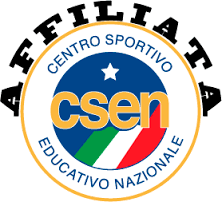 AFFILIATA
CENTRO SPORTIVO
csen
EDUCATIVO NAZIONALE